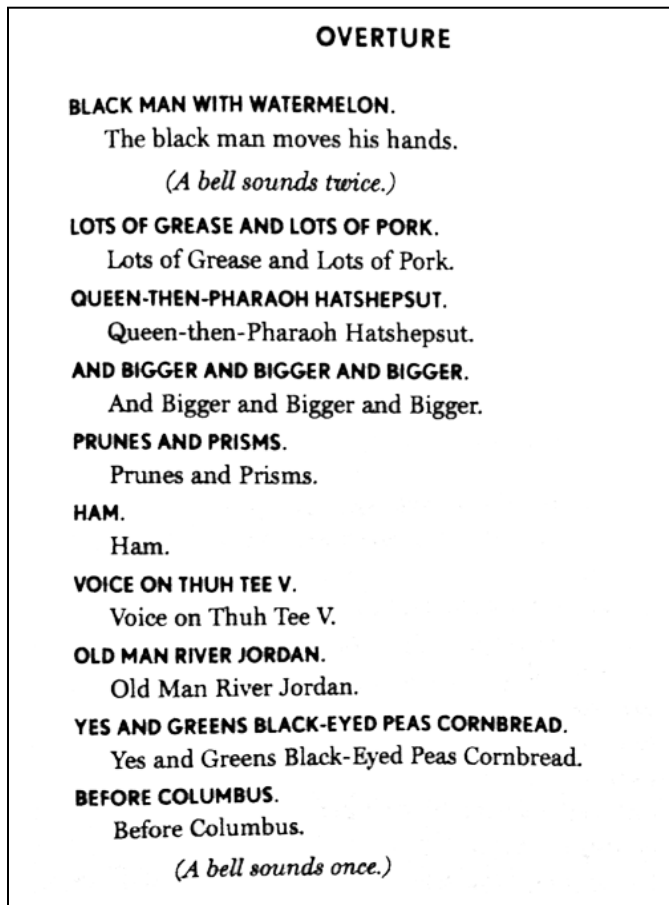 OVERTURE
BLACK MAN WITH WATERMELON.
The black man moves his hands.
(A bell sounds twice.)
LOTS OF GREASE AND LOTS OF PORK.
Lots of Grease and Lots of Pork.
QUEEN-THEN-PHARAOH HATSHEPSUT.
Queen-then-Pharaoh Hatshepsut.
AND BIGGER AND BIGGER AND BIGGER.
And Bigger and Bigger and Bigger.
PRUNES AND PRISMS.
Prunes and Prisms.
HAM.
Ham.
VOICE ON THUH TEE V.
Voice on Thuh Tee V.
OLD MAN RIVER JORDAN.
Old Man River Jordan.
YES AND GREENS BLACK-EYED PEAS CORNBREAD.
Yes and Greens Black-Eyed Peas Cornbread.
BEFORE COLUMBUS.
Before Columbus.
(A bell sounds once.)